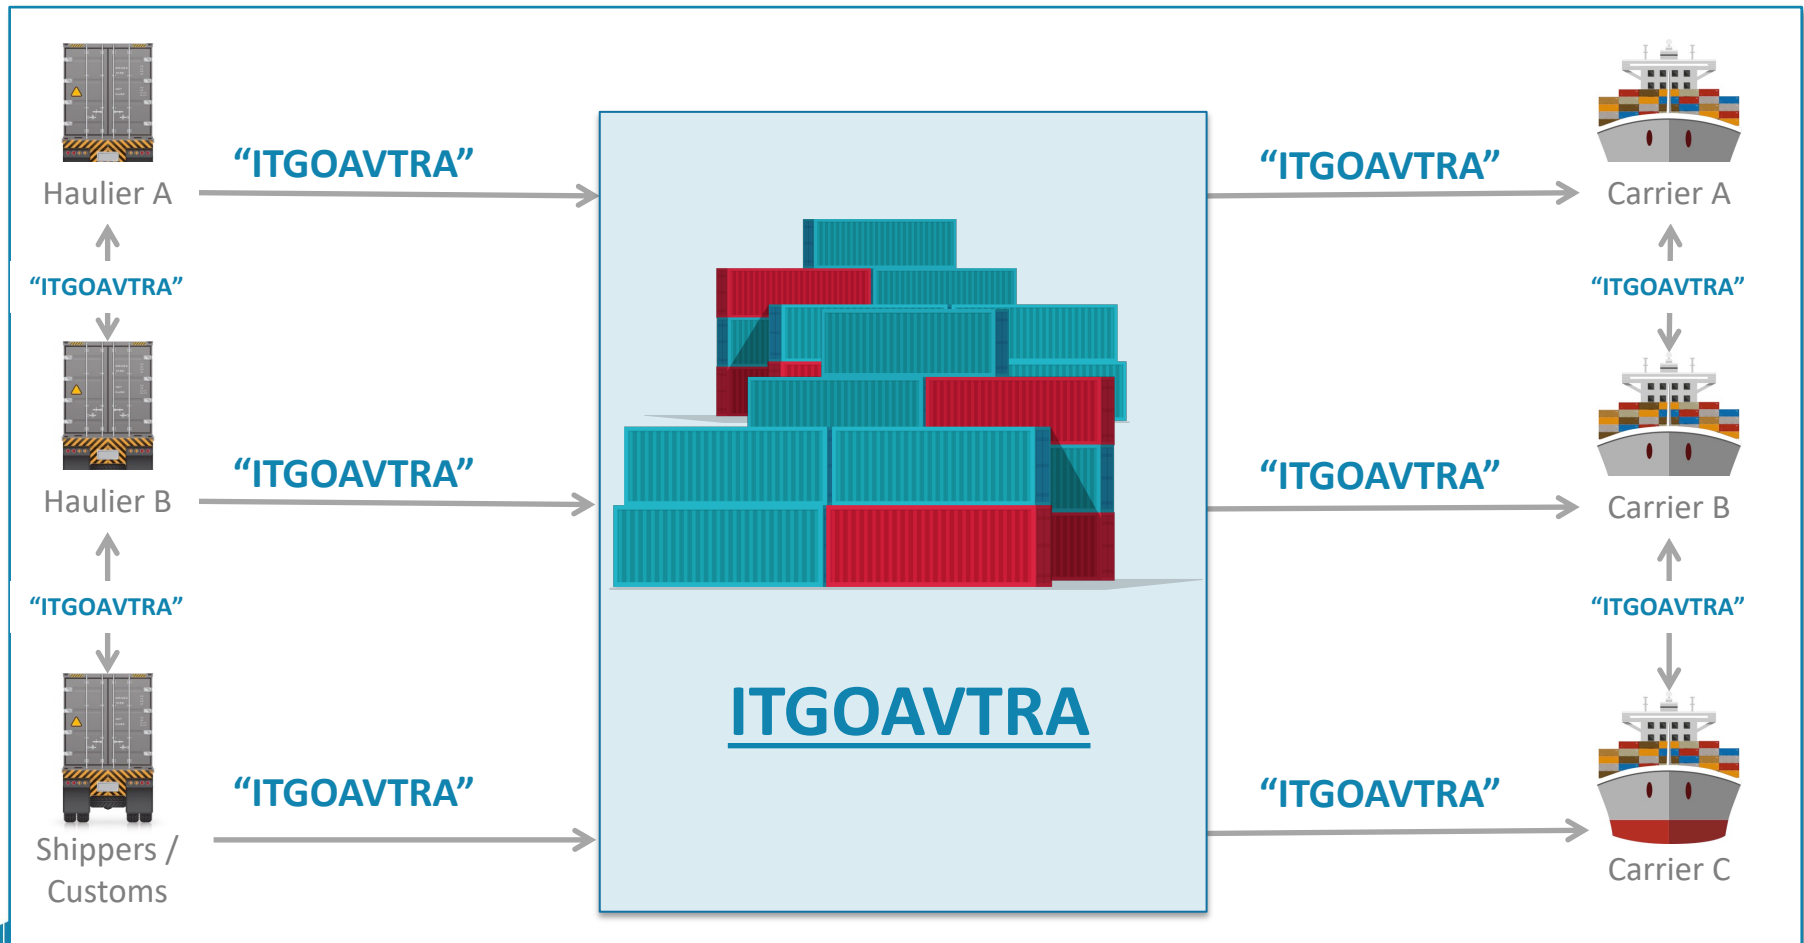 “ITGOAVTRA”
“ITGOAVTRA”
Haulier A
Carrier A
“ITGOAVTRA”
“ITGOAVTRA”
“ITGOAVTRA”
“ITGOAVTRA”
Haulier B
Carrier B
“ITGOAVTRA”
“ITGOAVTRA”
ITGOAVTRA
“ITGOAVTRA”
“ITGOAVTRA”
Shippers /
Customs
Carrier C